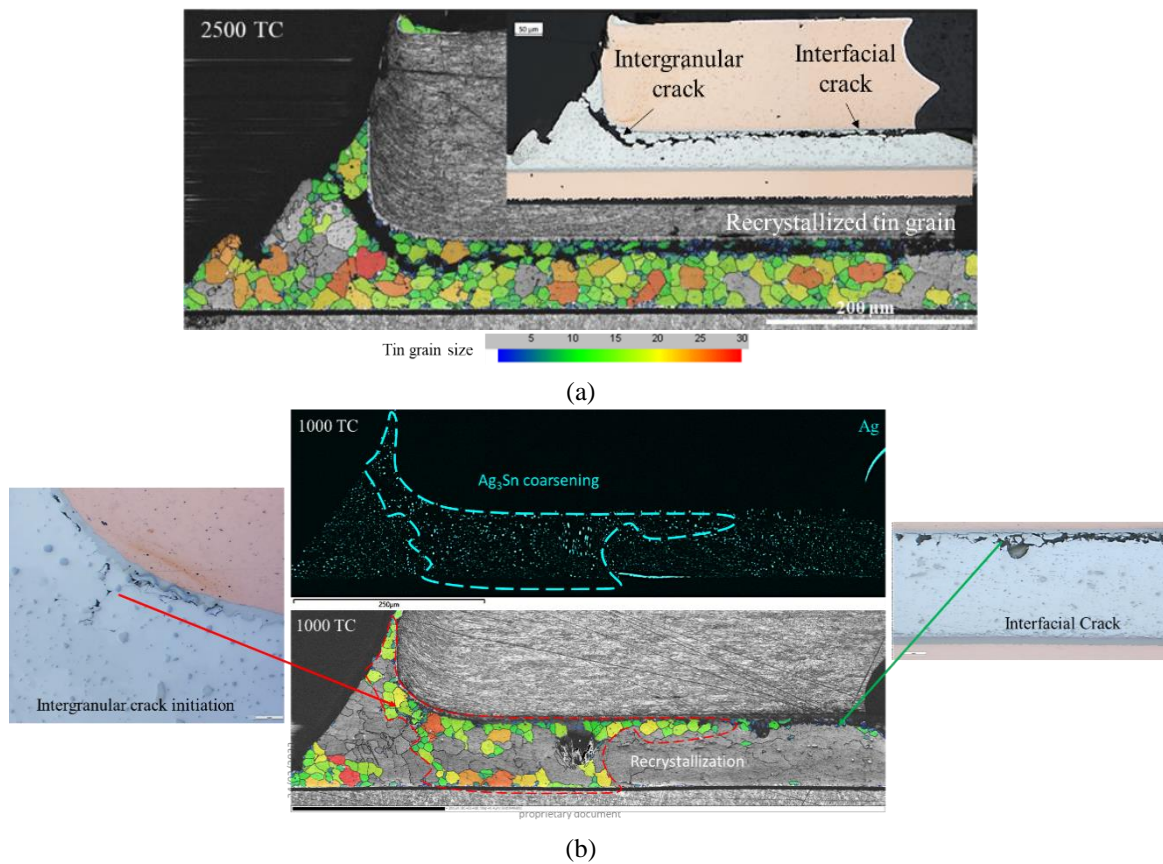 2500 TC
50 µm
Intergranular
crack
Interfacial
crack
Recrystallized tin grain
200 µm
Tin grain size
5 10 15 20 25 30
(a)
1000 TC
Ag
Ag₃Sn coarsening
250µm
1000 TC
Intergranular crack initiation
Interfacial Crack
Recrystallization
proprietary document
(b)